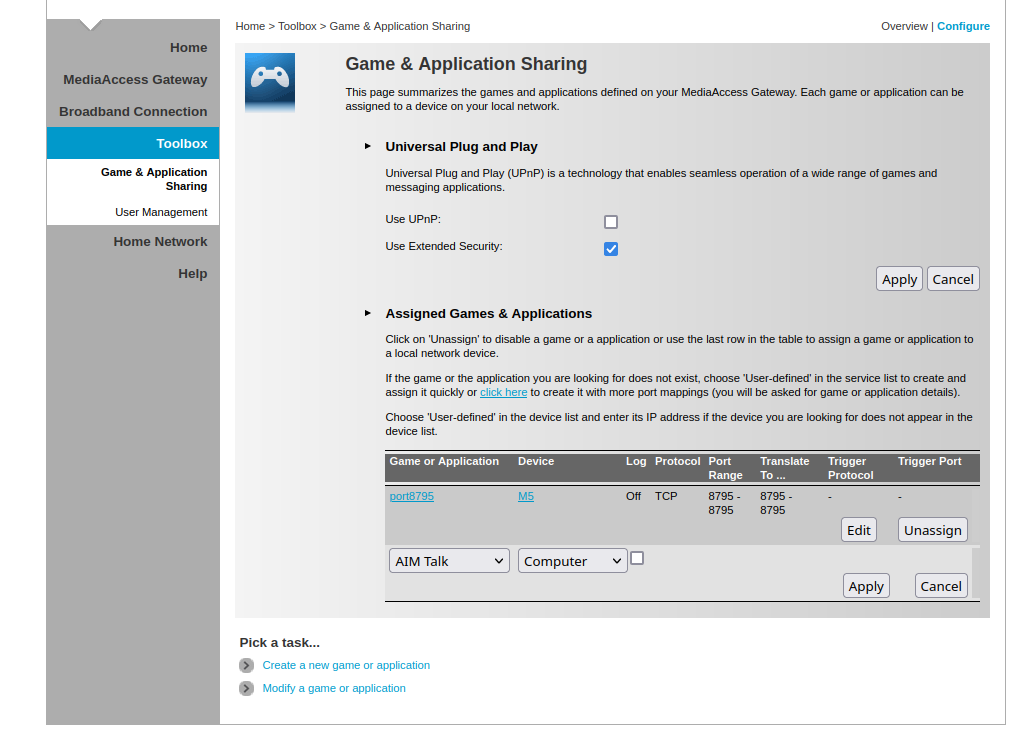 Home > Toolbox > Game & Application Sharing
Overview | Configure
Home
MediaAccess Gateway
Broadband Connection
Toolbox
Game & Application
Sharing
User Management
Home Network
Help
Game & Application Sharing
This page summarizes the games and applications defined on your MediaAccess Gateway. Each game or application can be
assigned to a device on your local network.
Universal Plug and Play
Universal Plug and Play (UPnP) is a technology that enables seamless operation of a wide range of games and
messaging applications.
Use UPnP:
Use Extended Security:
Apply Cancel
Assigned Games & Applications
Click on 'Unassign' to disable a game or a application or use the last row in the table to assign a game or application to
a local network device.
If the game or the application you are looking for does not exist, choose 'User-defined' in the service list to create and
assign it quickly or click here to create it with more port mappings (you will be asked for game or application details).
Choose 'User-defined' in the device list and enter its IP address if the device you are looking for does not appear in the
device list.
Game or Application Device Log Protocol Port Translate Trigger Trigger Port
Range To ... Protocol
port8795 M5 Off TCP 8795 - 8795 - - -
8795 8795
Edit Unassign
AIM Talk Computer
Apply Cancel
Pick a task...
Create a new game or application
Modify a game or application